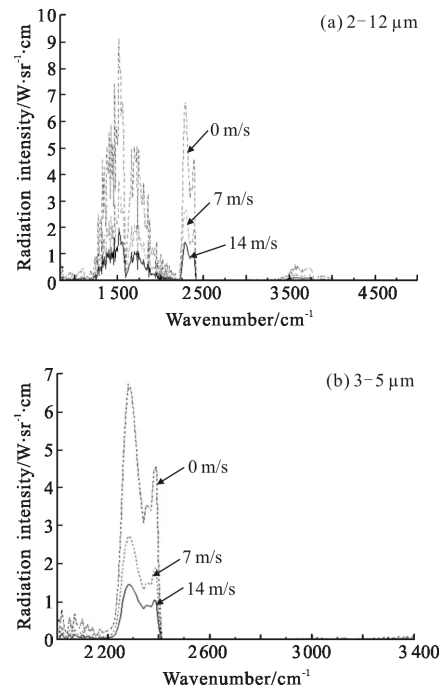 (a) 2−12 μm
Radiation intensity/W·sr⁻¹·cm
10
9
8
7
6
5
4
3
2
1
0
0 m/s
7 m/s
14 m/s
1 500
2500
3500
4500
Wavenumber/cm⁻¹
(b) 3−5 μm
Radiation intensity/W·sr⁻¹·cm
7
6
5
4
3
2
1
0
0 m/s
7 m/s
14 m/s
2 200
2 600
3 000
3 400
Wavenumber/cm⁻¹